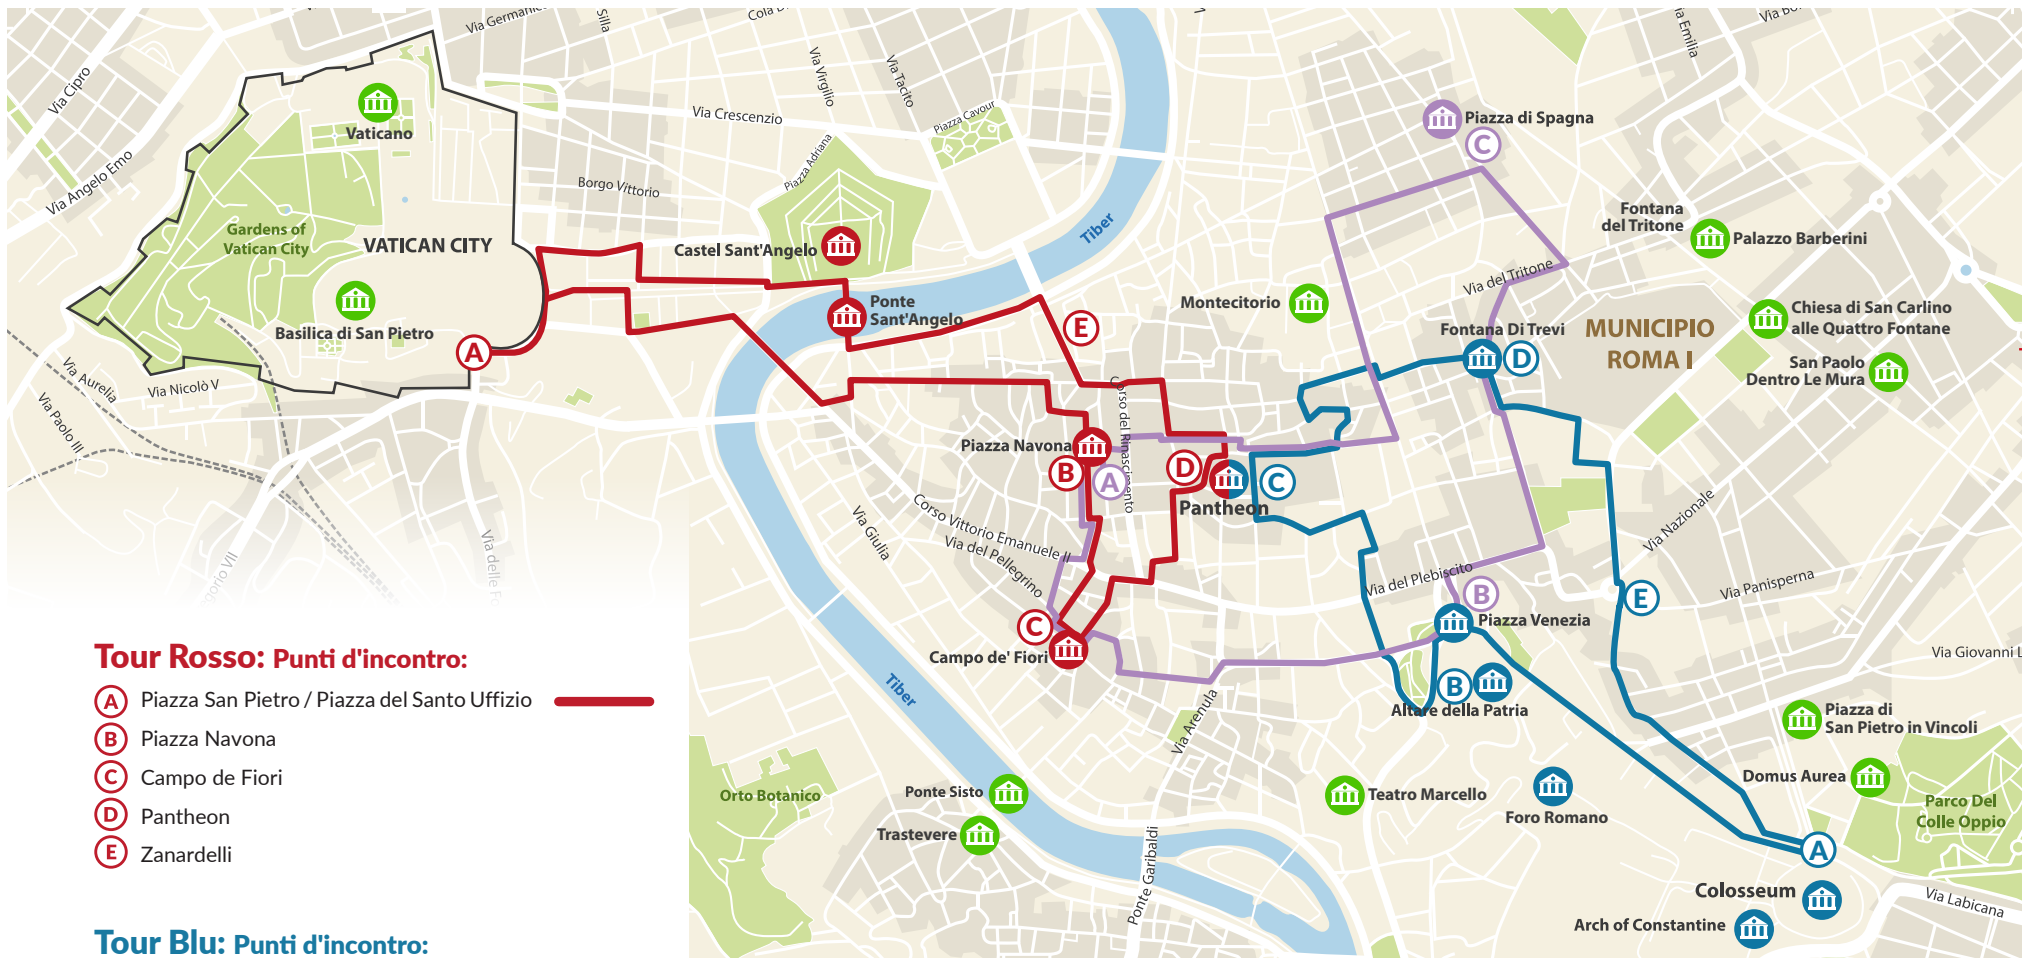 Via Cipro
Via Angelo Emo
Via Germanico
Silla
Via Virgilio
Via Tacito
Via Crescenzio
Piazza Cavour
Piazza Adriana
Borgo Vittorio
Vaticano
VATICAN CITY
Gardens of
Vatican City
Basilica di San Pietro
A
Via Nicolò V
Via Aurelia
Via Paolo III
Castel Sant'Angelo
Ponte
Sant'Angelo
Tiber
E
Via Emilia
Piazza di Spagna
C
Fontana
del Tritone
Palazzo Barberini
Via del Tritone
Montecitorio
Fontana Di Trevi
D
MUNICIPIO
ROMA I
Chiesa di San Carlino
alle Quattro Fontane
San Paolo
Dentro Le Mura
Corso del Rinascimento
Piazza Navona
B
A
D
C
Pantheon
Via Giulia
Corso Vittorio Emanuele II
Via del Pellegrino
Via Nazionale
Via Panisperna
Via del Plebiscito
B
E
Piazza Venezia
C
Campo de' Fiori
B
Altare della Patria
Tiber
Via Arenula
Piazza di
San Pietro in Vincoli
Domus Aurea
Parco Del
Colle Oppio
Orto Botanico
Ponte Sisto
Trastevere
Teatro Marcello
Foro Romano
Ponte Garibaldi
A
Colosseum
Arch of Constantine
Via Labicana
Tour Rosso: Punti d'incontro:
A Piazza San Pietro / Piazza del Santo Uffizio
B Piazza Navona
C Campo de Fiori
D Pantheon
E Zanardelli
Tour Blu: Punti d'incontro: